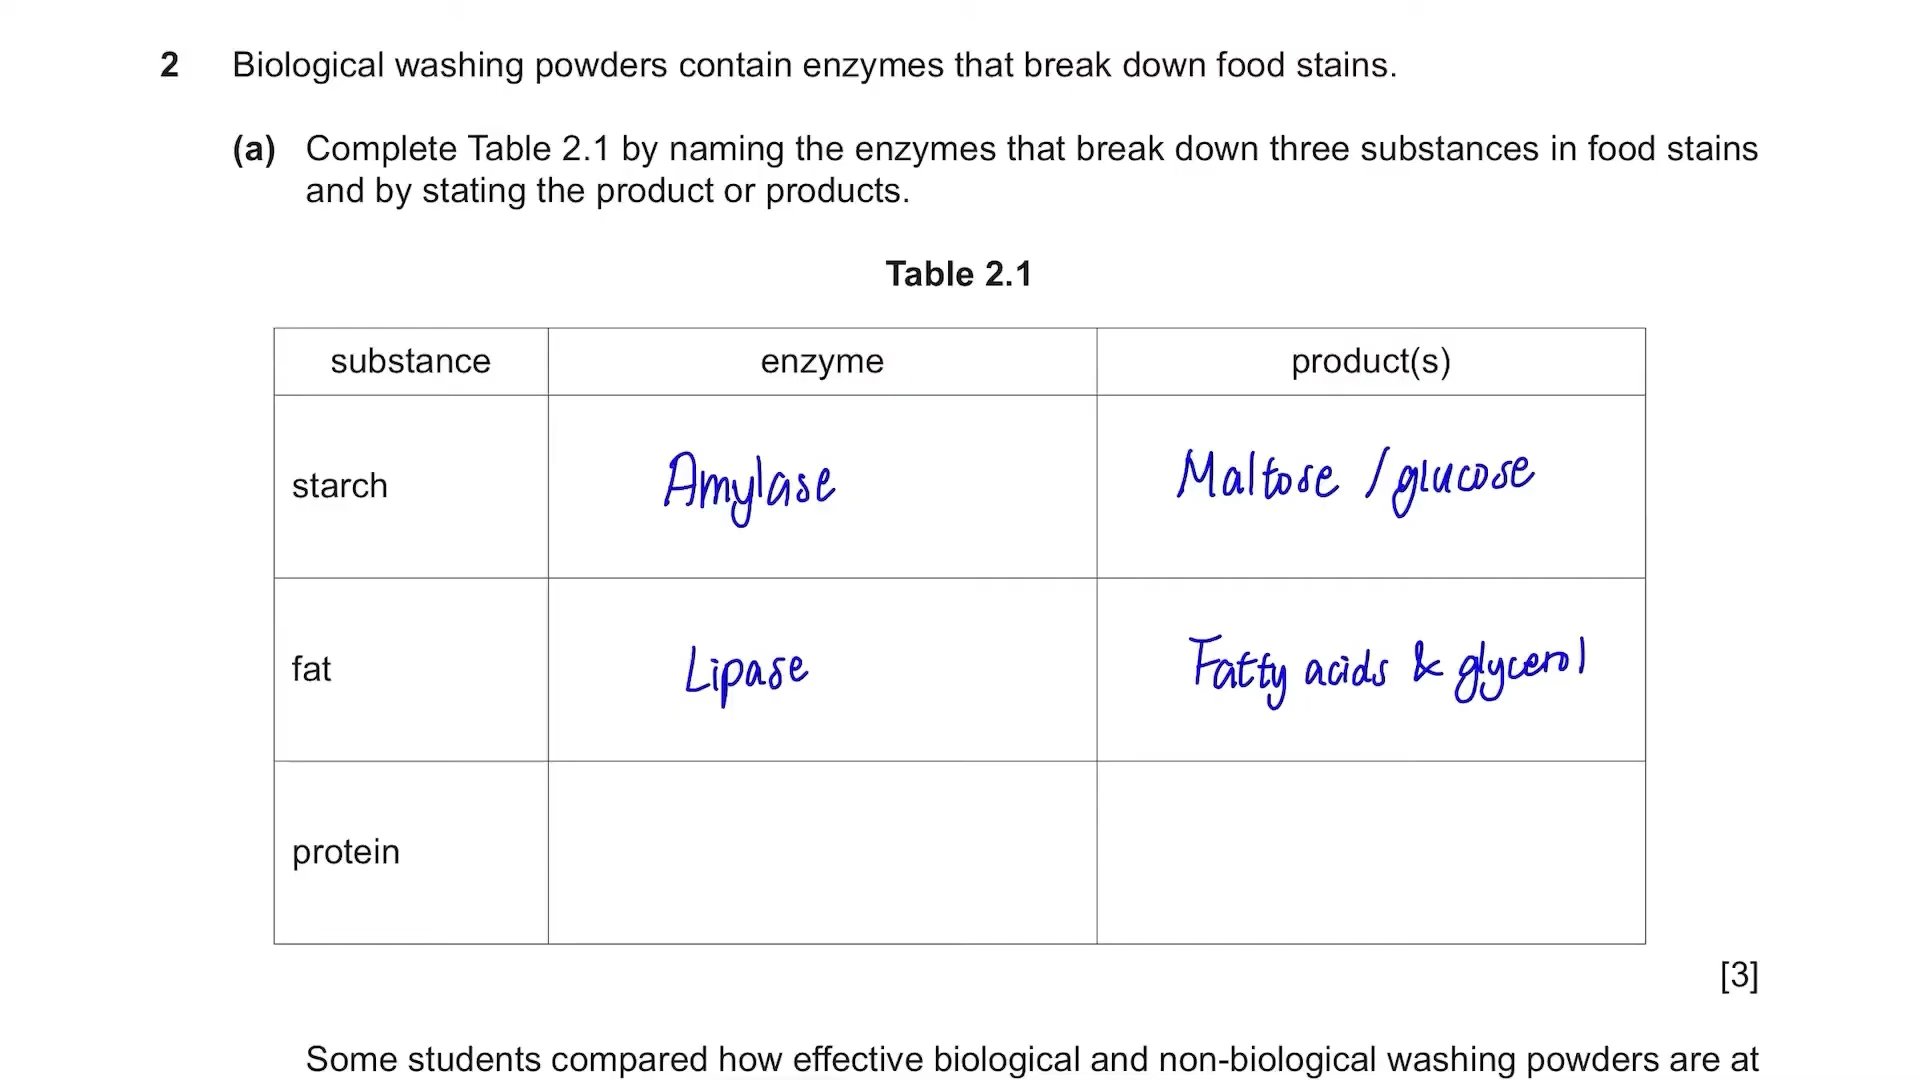 2 Biological washing powders contain enzymes that break down food stains.
(a) Complete Table 2.1 by naming the enzymes that break down three substances in food stains
and by stating the product or products.
Table 2.1
substance enzyme product(s)
starch Amylase Maltose / glucose
fat Lipase Fatty acids & glycerol
protein
[3]
Some students compared how effective biological and non-biological washing powders are at